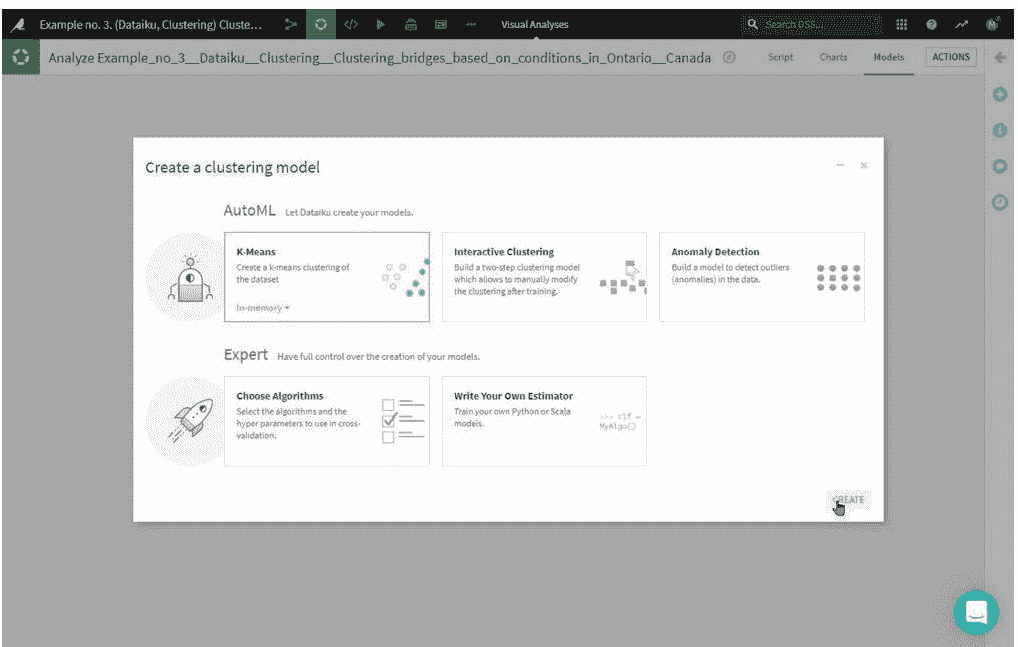 Example no. 3. (Dataiku, Clustering) Cluste...
Visual Analyses
Search DSS...
Analyze Example_no_3__Dataiku__Clustering__Clustering_bridges_based_on_conditions_in_Ontario__Canada
Script
Charts
Models
ACTIONS
Create a clustering model
AutoML Let Dataiku create your models.
K-Means
Create a k-means clustering of
the dataset
In-memory
Interactive Clustering
Build a two-step clustering model
which allows to manually modify
the clustering after training.
Anomaly Detection
Build a model to detect outliers
(anomalies) in the data.
Expert Have full control over the creation of your models.
Choose Algorithms
Select the algorithms and the
hyper parameters to use in cross-
validation.
Write Your Own Estimator
Train your own Python or Scala
models.
>>> clf =
MyAlgo()
CREATE